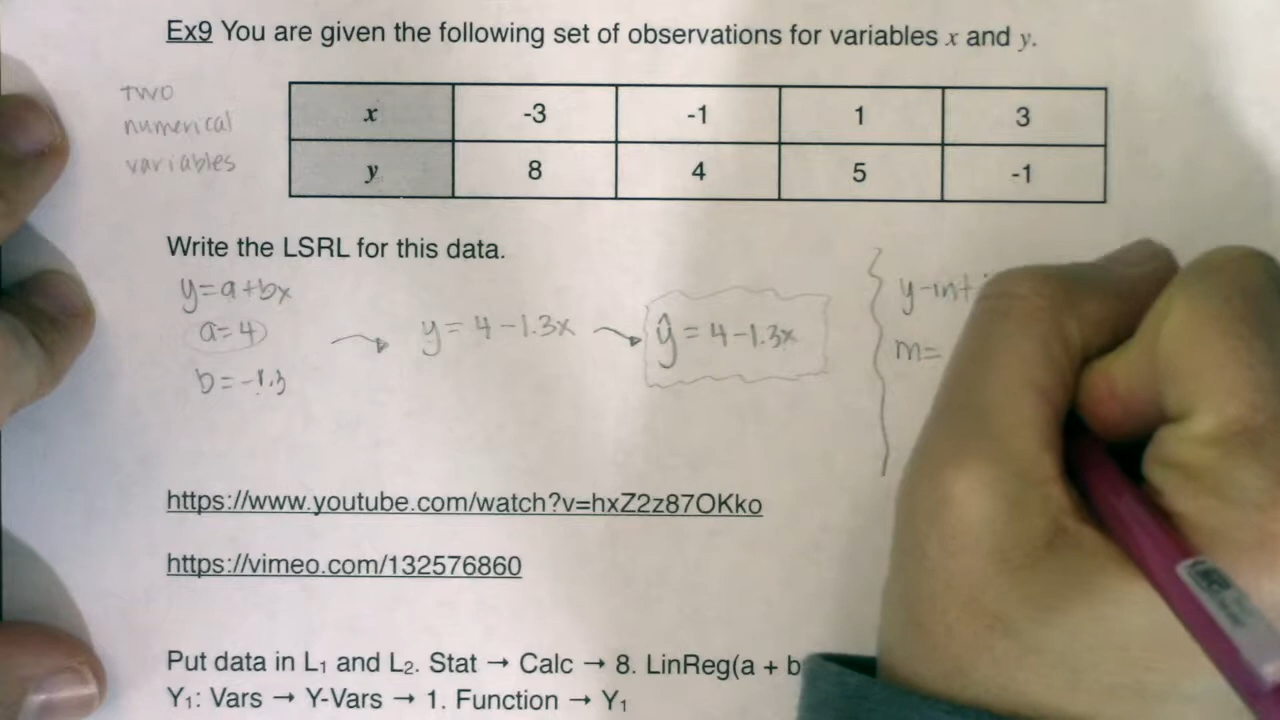 Ex9 You are given the following set of observations for variables x and y.
TWO
numerical
variables
x -3 -1 1 3
y 8 4 5 -1
Write the LSRL for this data.
y=a+bx
a=4
b=-1.3
y=4-1.3x
ŷ=4-1.3x
y-int
m=
https://www.youtube.com/watch?v=hxZ2z87OKko
https://vimeo.com/132576860
Put data in L₁ and L₂. Stat → Calc → 8. LinReg(a + b
Y₁: Vars → Y-Vars → 1. Function → Y₁